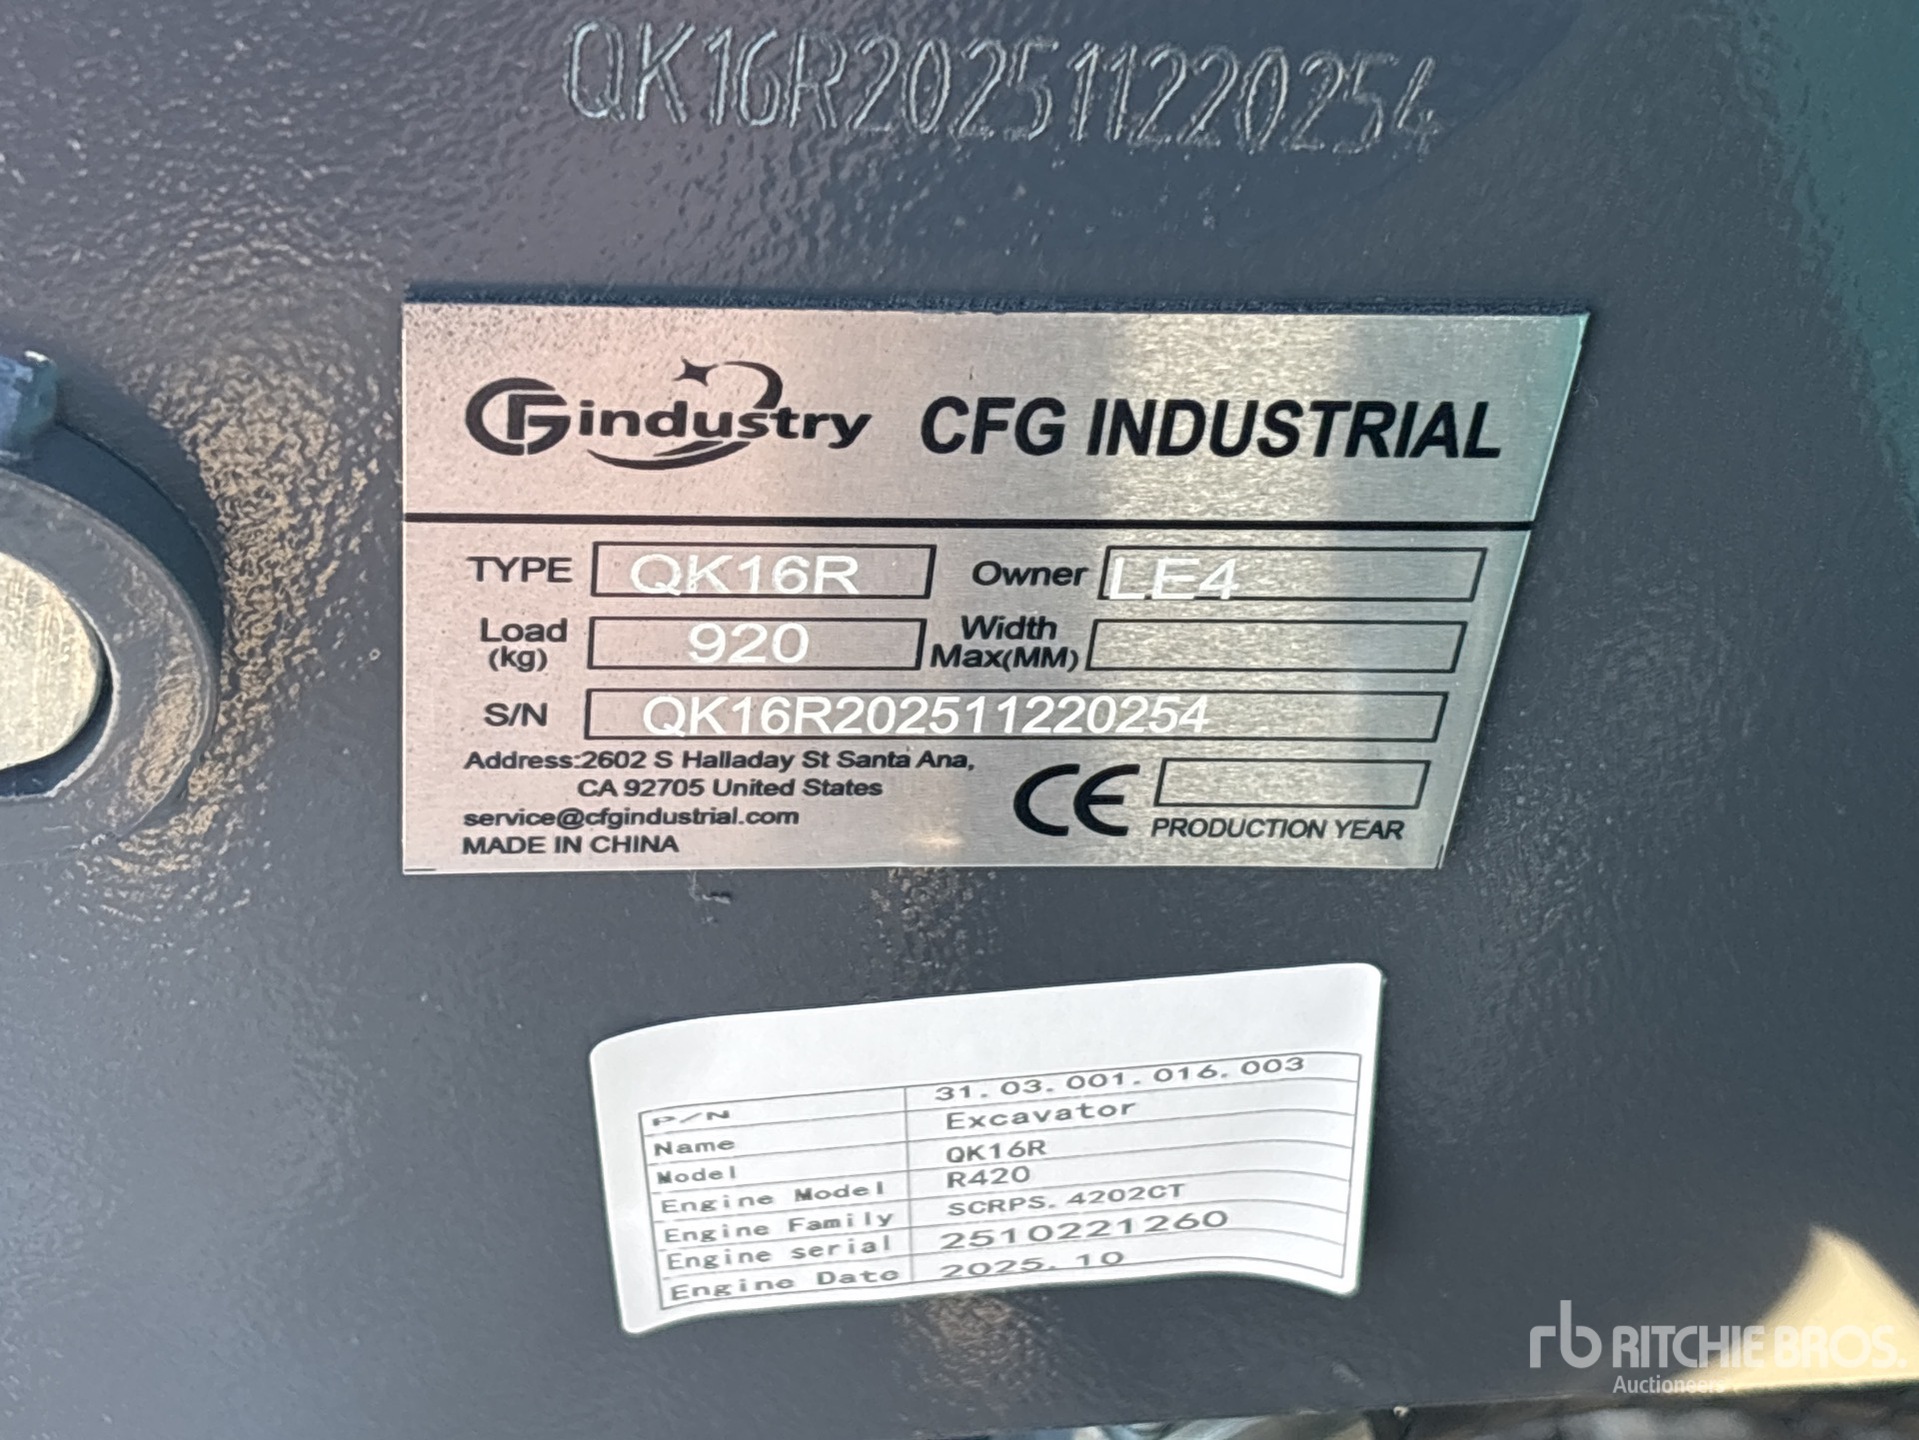 QK16R202511220254
CFG industry CFG INDUSTRIAL
TYPE QK16R Owner LE4
Load (kg) 920 Width Max(MM)
S/N QK16R202511220254
Address:2602 S Halladay St Santa Ana,
CA 92705 United States
service@cfgindustrial.com
MADE IN CHINA
CE PRODUCTION YEAR
P/N 31.03.001.016.003
Name Excavator
Model QK16R
Engine Model R420
Engine Family SCRPS.4202CT
Engine serial 2510221260
Engine Date 2025.10
rb RITCHIE BROS.
Auctioneers